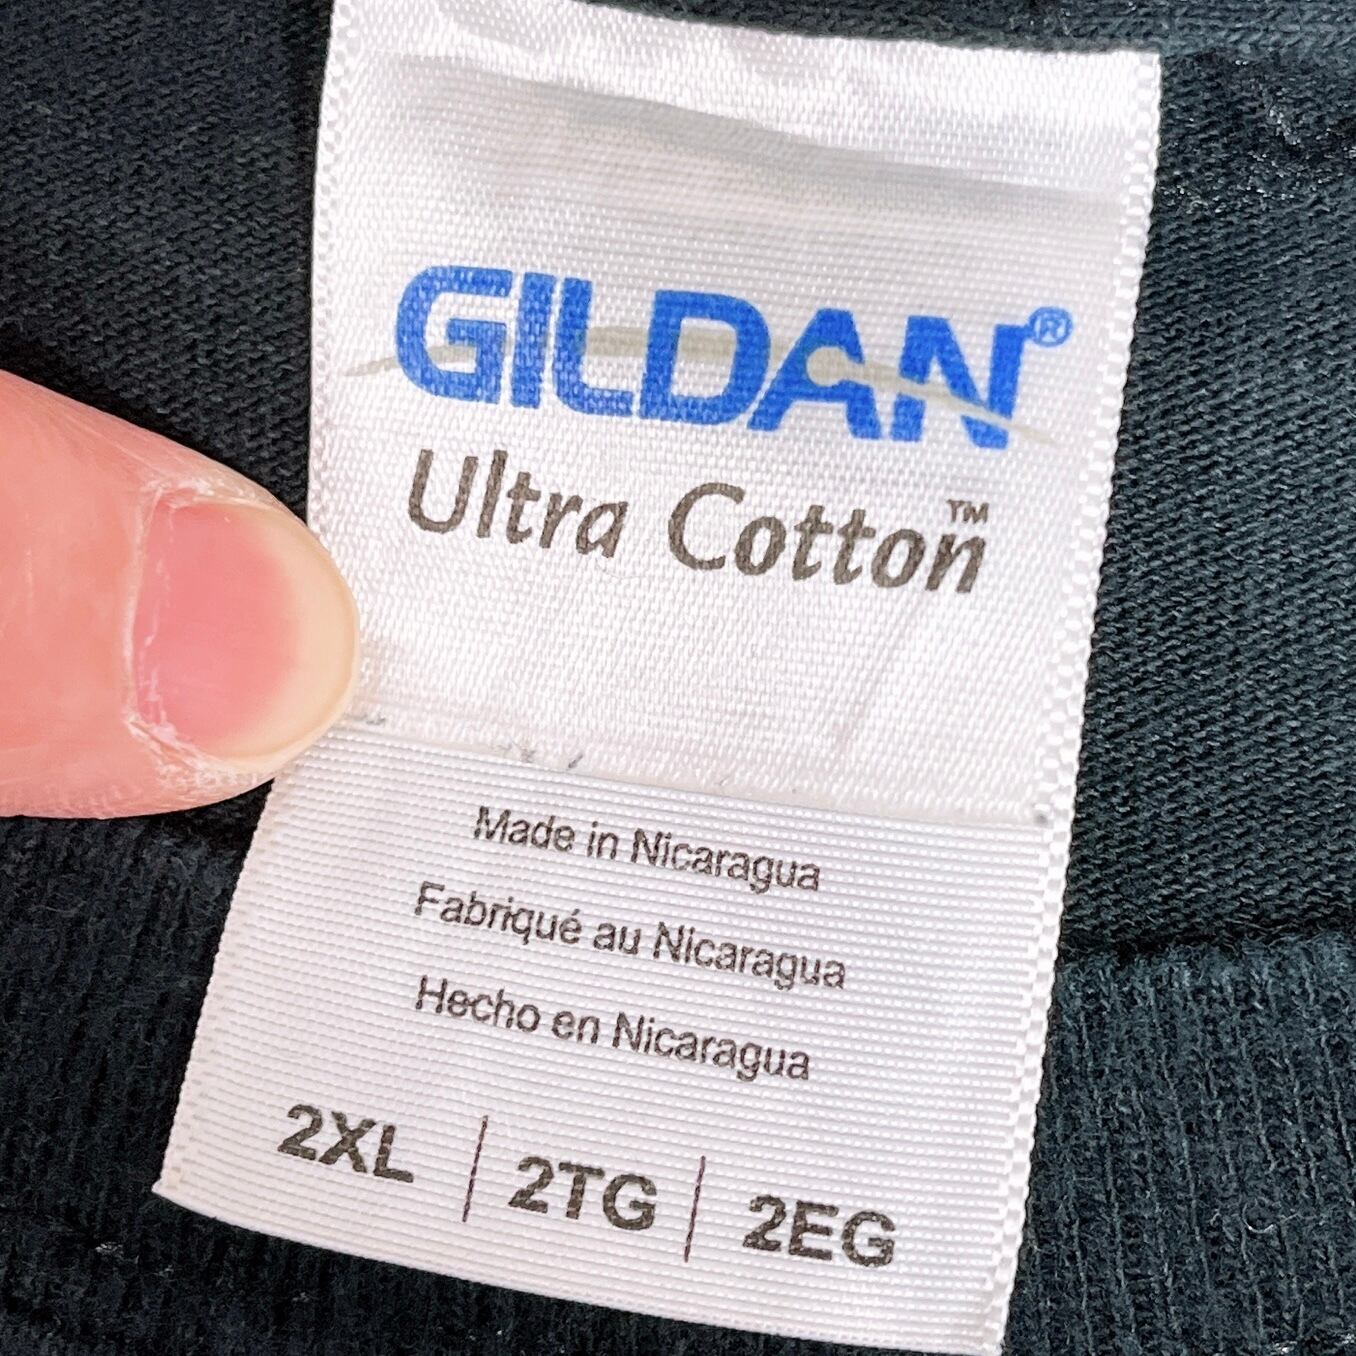 GILDAN®
Ultra Cotton™
Made in Nicaragua
Fabriqué au Nicaragua
Hecho en Nicaragua
2XL | 2TG | 2EG